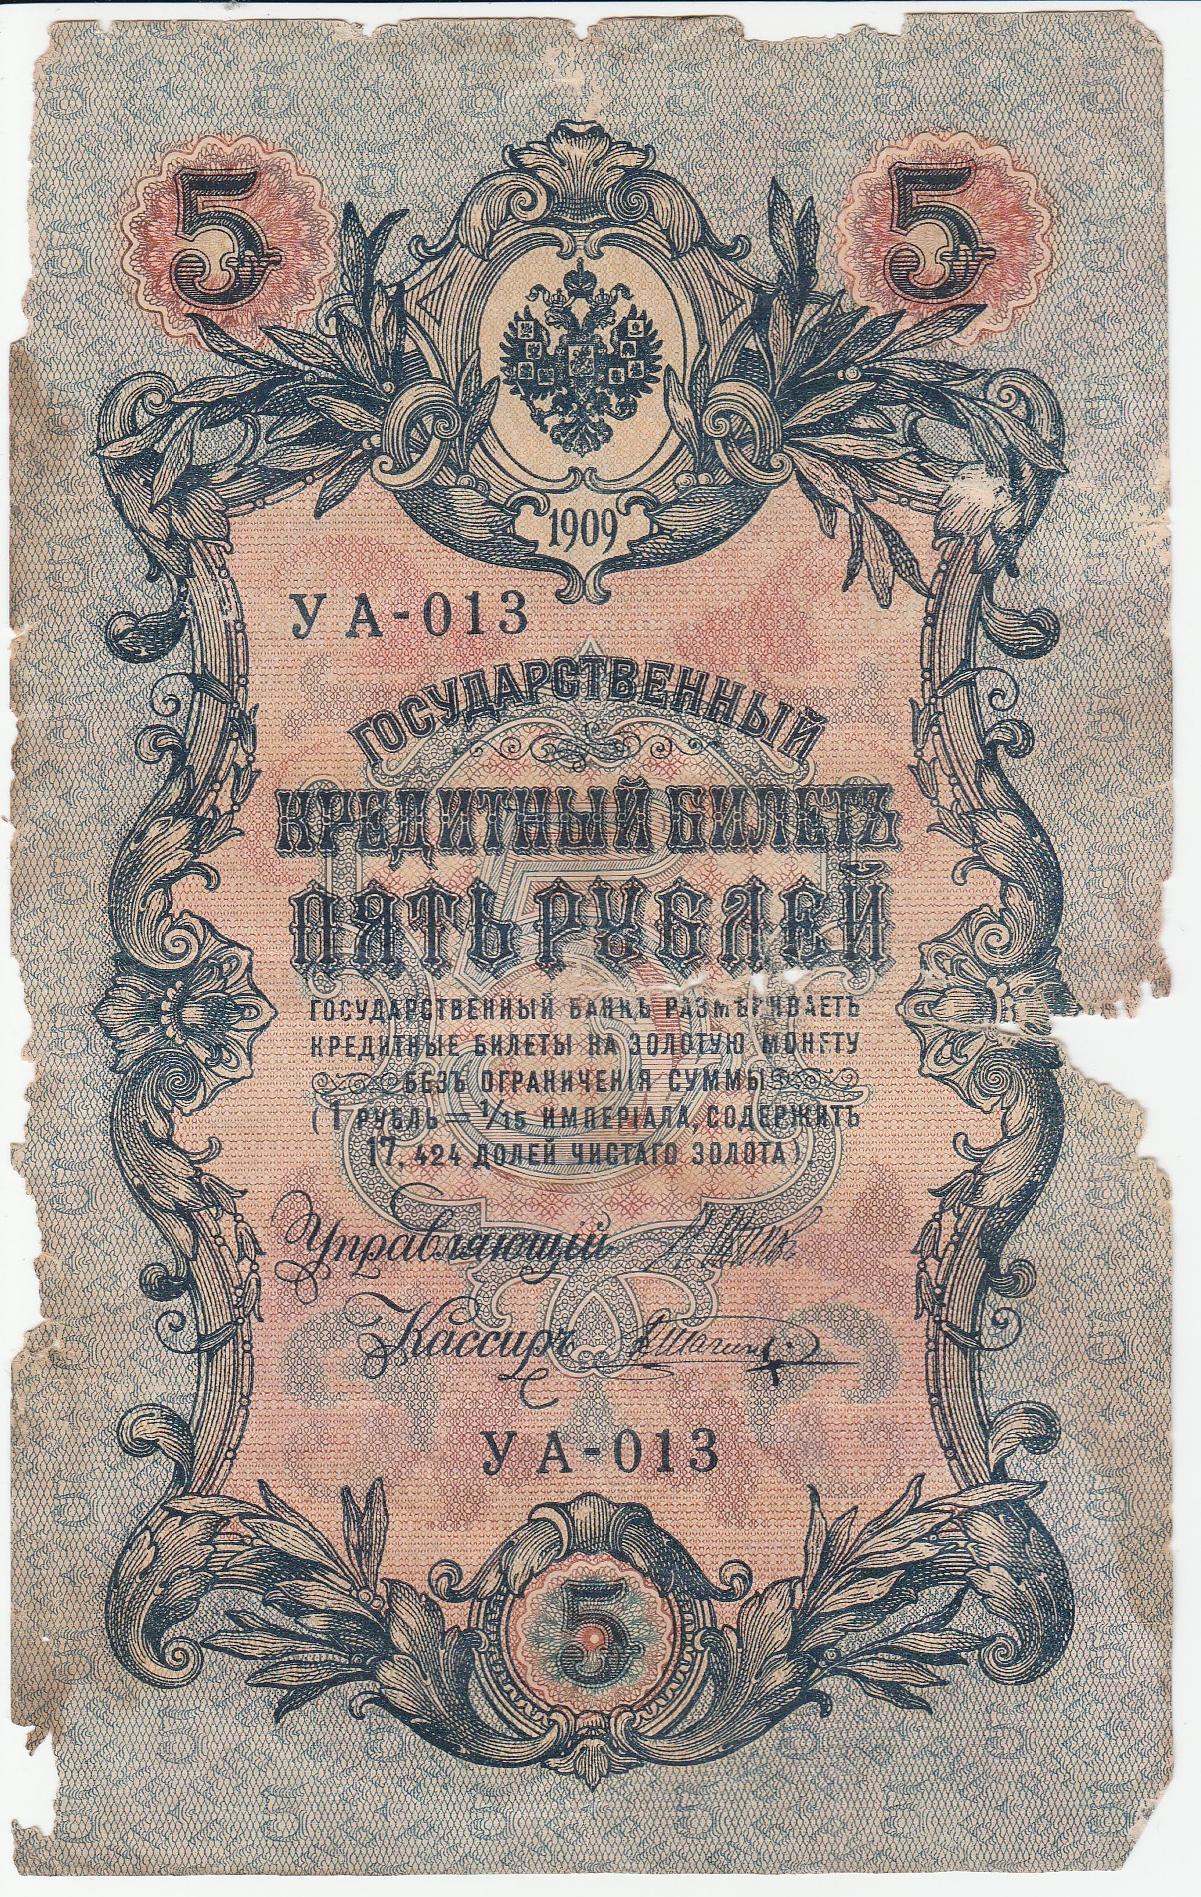 5 5
1909
УА-013
ГОСУДАРСТВЕННЫЙ
КРЕДИТНЫЙ БИЛЕТЪ
ПЯТЬ РУБЛЕЙ
ГОСУДАРСТВЕННЫЙ БАНКЪ РАЗМѢНИВАЕТЪ
КРЕДИТНЫЕ БИЛЕТЫ НА ЗОЛОТУЮ МОНЕТУ
БЕЗЪ ОГРАНИЧЕНІЯ СУММЫ
(1 РУБЛЬ = 1/15 ИМПЕРІАЛА, СОДЕРЖИТЪ
17,424 ДОЛЕЙ ЧИСТАГО ЗОЛОТА)
Управляющій
Кассиръ
УА-013
5